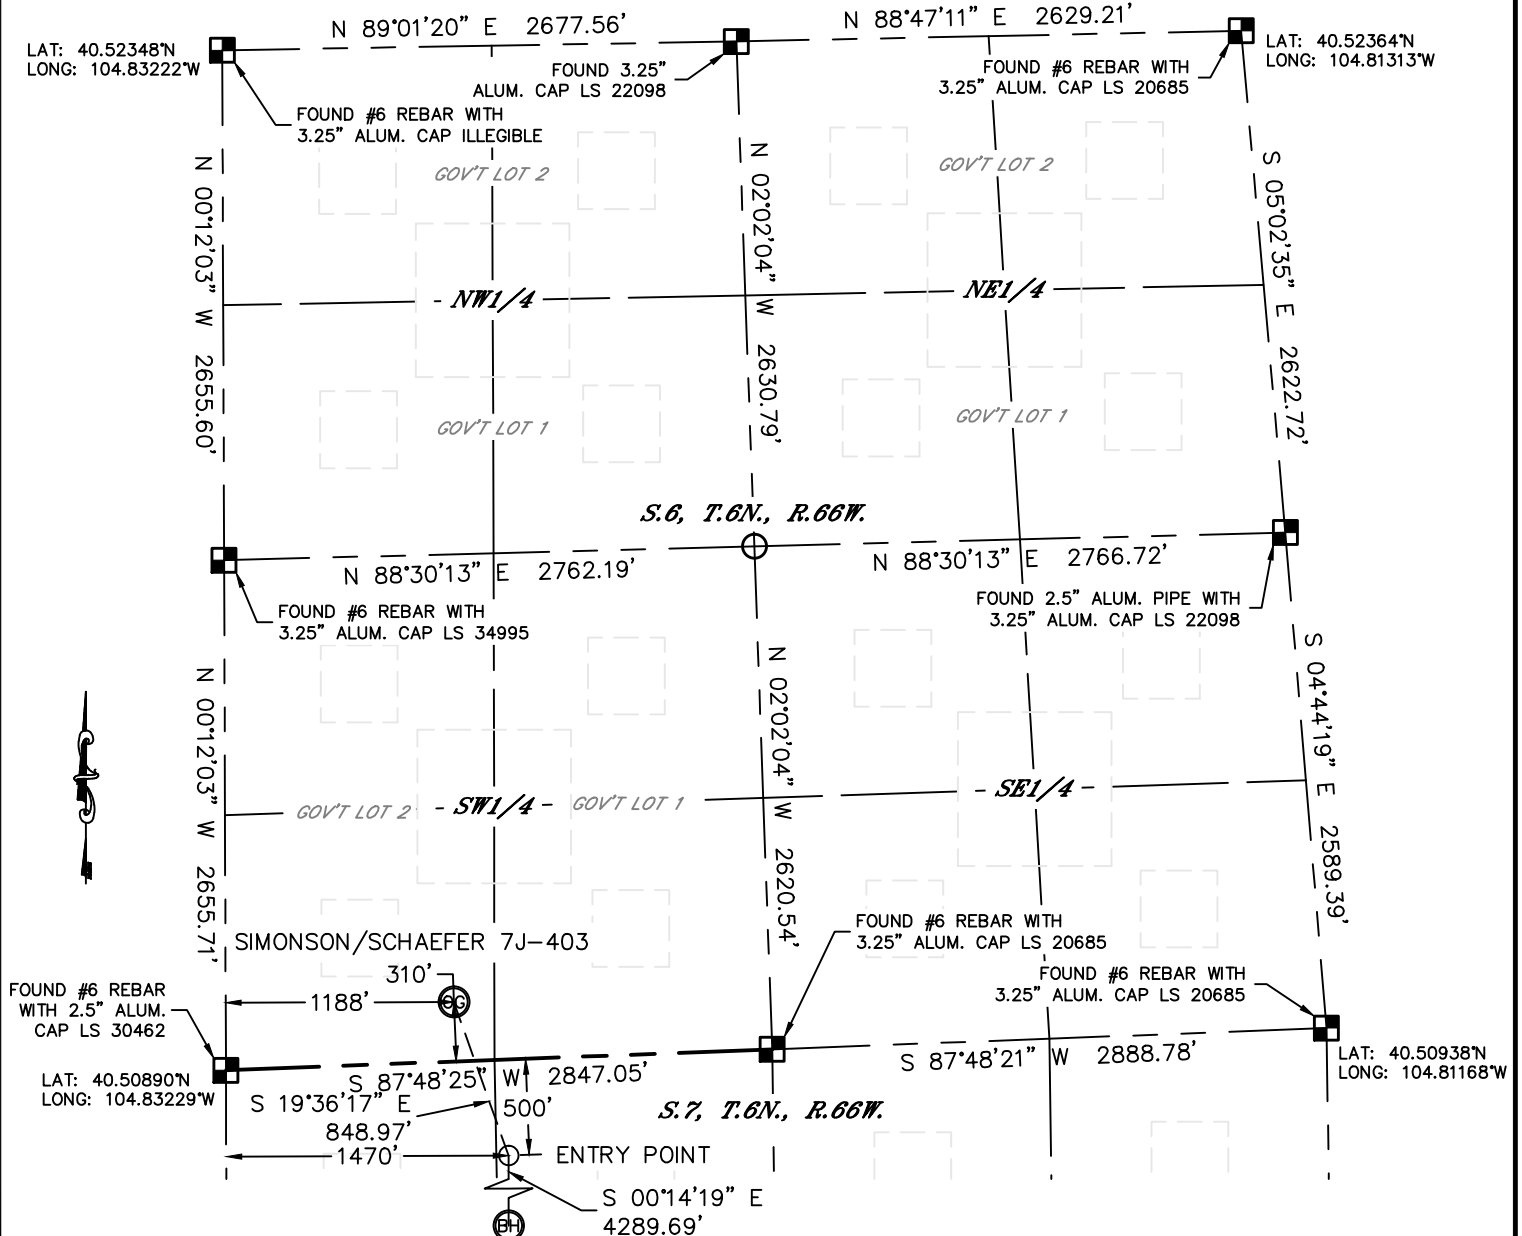 N 89°01'20" E 2677.56'
N 88°47'11" E 2629.21'
LAT: 40.52348°N
LONG: 104.83222°W
LAT: 40.52364°N
LONG: 104.81313°W
FOUND 3.25"
ALUM. CAP LS 22098
FOUND #6 REBAR WITH
3.25" ALUM. CAP LS 20685
FOUND #6 REBAR WITH
3.25" ALUM. CAP ILLEGIBLE
GOV'T LOT 2
GOV'T LOT 2
N 00°12'03" W 2655.60'
N 02°02'04" W 2630.79'
S 05°02'35" E 2622.72'
NW1/4
NE1/4
GOV'T LOT 1
GOV'T LOT 1
S.6, T.6N., R.66W.
N 88°30'13" E 2762.19'
N 88°30'13" E 2766.72'
FOUND #6 REBAR WITH
3.25" ALUM. CAP LS 34995
FOUND 2.5" ALUM. PIPE WITH
3.25" ALUM. CAP LS 22098
N 00°12'03" W 2655.71'
N 02°02'04" W 2620.54'
S 04°44'19" E 2589.39'
GOV'T LOT 2
SW1/4
GOV'T LOT 1
SE1/4
SIMONSON/SCHAEFER 7J-403
310'
1188'
OG
FOUND #6 REBAR WITH
3.25" ALUM. CAP LS 20685
FOUND #6 REBAR WITH
3.25" ALUM. CAP LS 20685
FOUND #6 REBAR
WITH 2.5" ALUM.
CAP LS 30462
LAT: 40.50890°N
LONG: 104.83229°W
S 87°48'25" W 2847.05'
S 87°48'21" W 2888.78'
LAT: 40.50938°N
LONG: 104.81168°W
S 19°36'17" E
848.97'
500'
S.7, T.6N., R.66W.
1470'
ENTRY POINT
S 00°14'19" E
4289.69'
BH